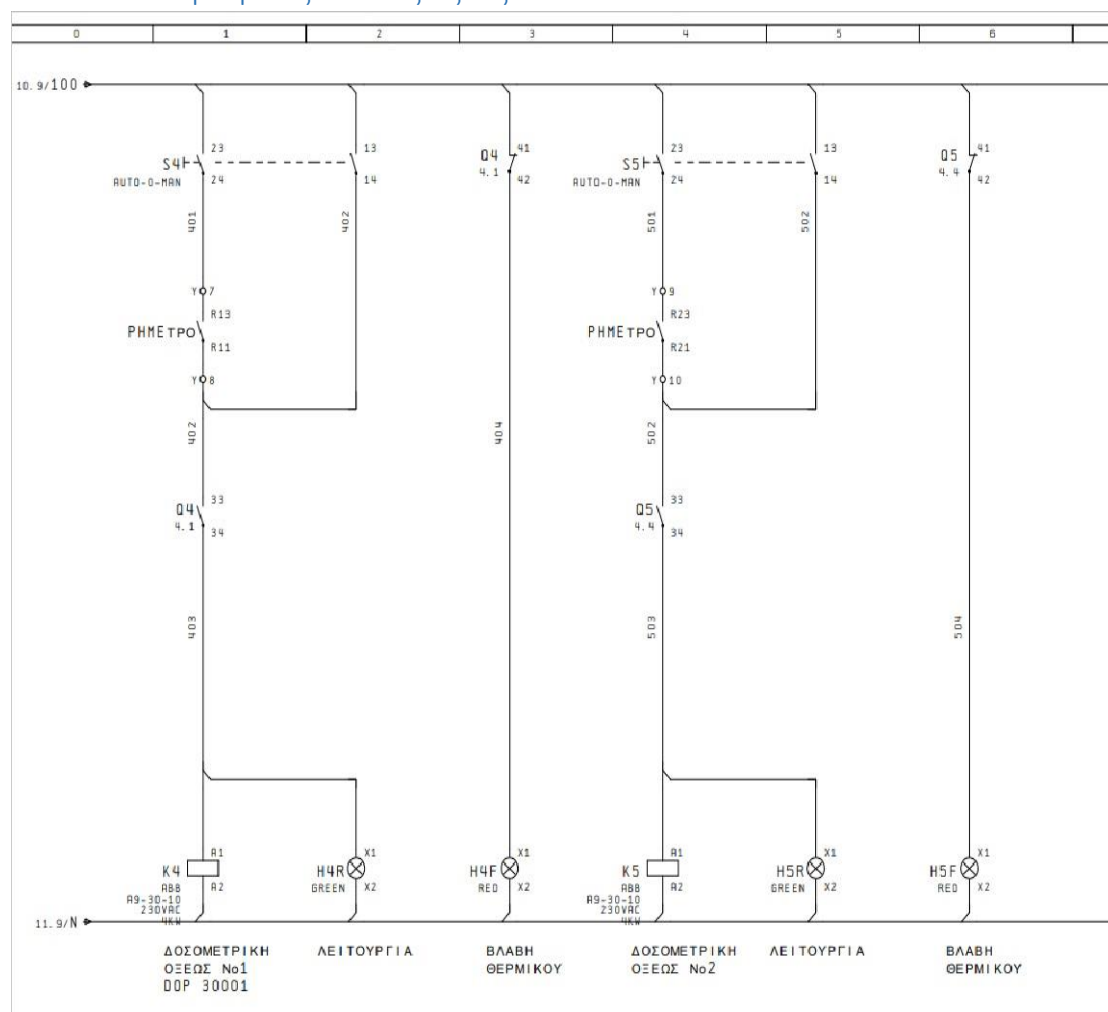 0 1 2 3 4 5 6
10.9/100
23 13 41 23 13 41
S4 Q4 S5 Q5
4.1 4.4
AUTO-0-MAN 24 14 42 AUTO-0-MAN 24 14 42
401 402 501 502
Y 7 Y 9
R13 R23
PHMETPO PHMETPO
R11 R21
Y 8 Y 10
402 404 502
33 33
Q4 Q5
4.1 4.4
34 34
403 503 504
A1 X1 X1 A1 X1 X1
K4 H4R H4F K5 H5R H5F
ABB A2 GREEN X2 RED X2 ABB A2 GREEN X2 RED X2
A9-30-10 A9-30-10
230VAC 230VAC
4KW 4KW
11.9/N
ΔΟΣΟΜΕΤΡΙΚΗ ΛΕΙΤΟΥΡΓΙΑ ΒΛΑΒΗ ΔΟΣΟΜΕΤΡΙΚΗ ΛΕΙΤΟΥΡΓΙΑ ΒΛΑΒΗ
ΟΞΕΩΣ Νο1 ΘΕΡΜΙΚΟΥ ΟΞΕΩΣ Νο2 ΘΕΡΜΙΚΟΥ
DOP 30001